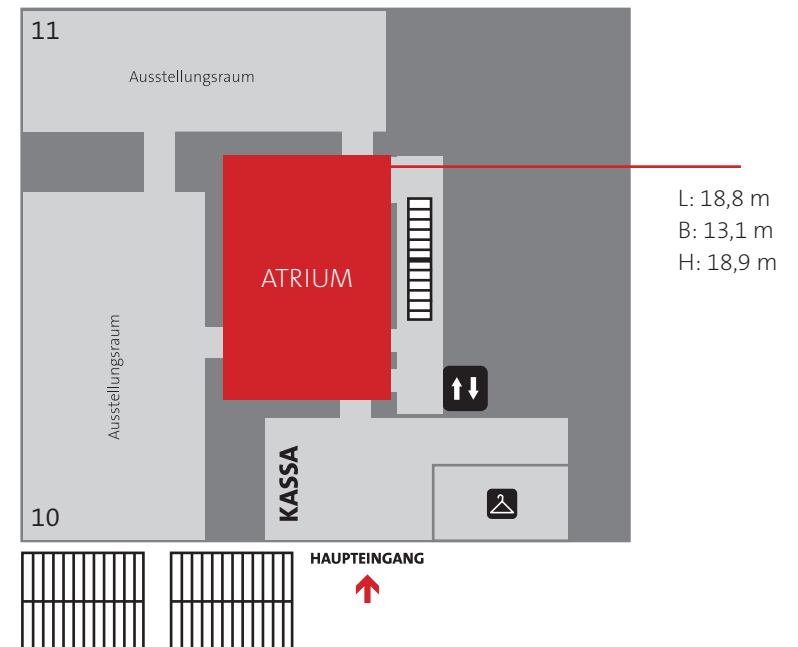 11
Ausstellungsraum
L: 18,8 m
B: 13,1 m
H: 18,9 m
ATRIUM
Ausstellungsraum
KASSA
10
HAUPTEINGANG